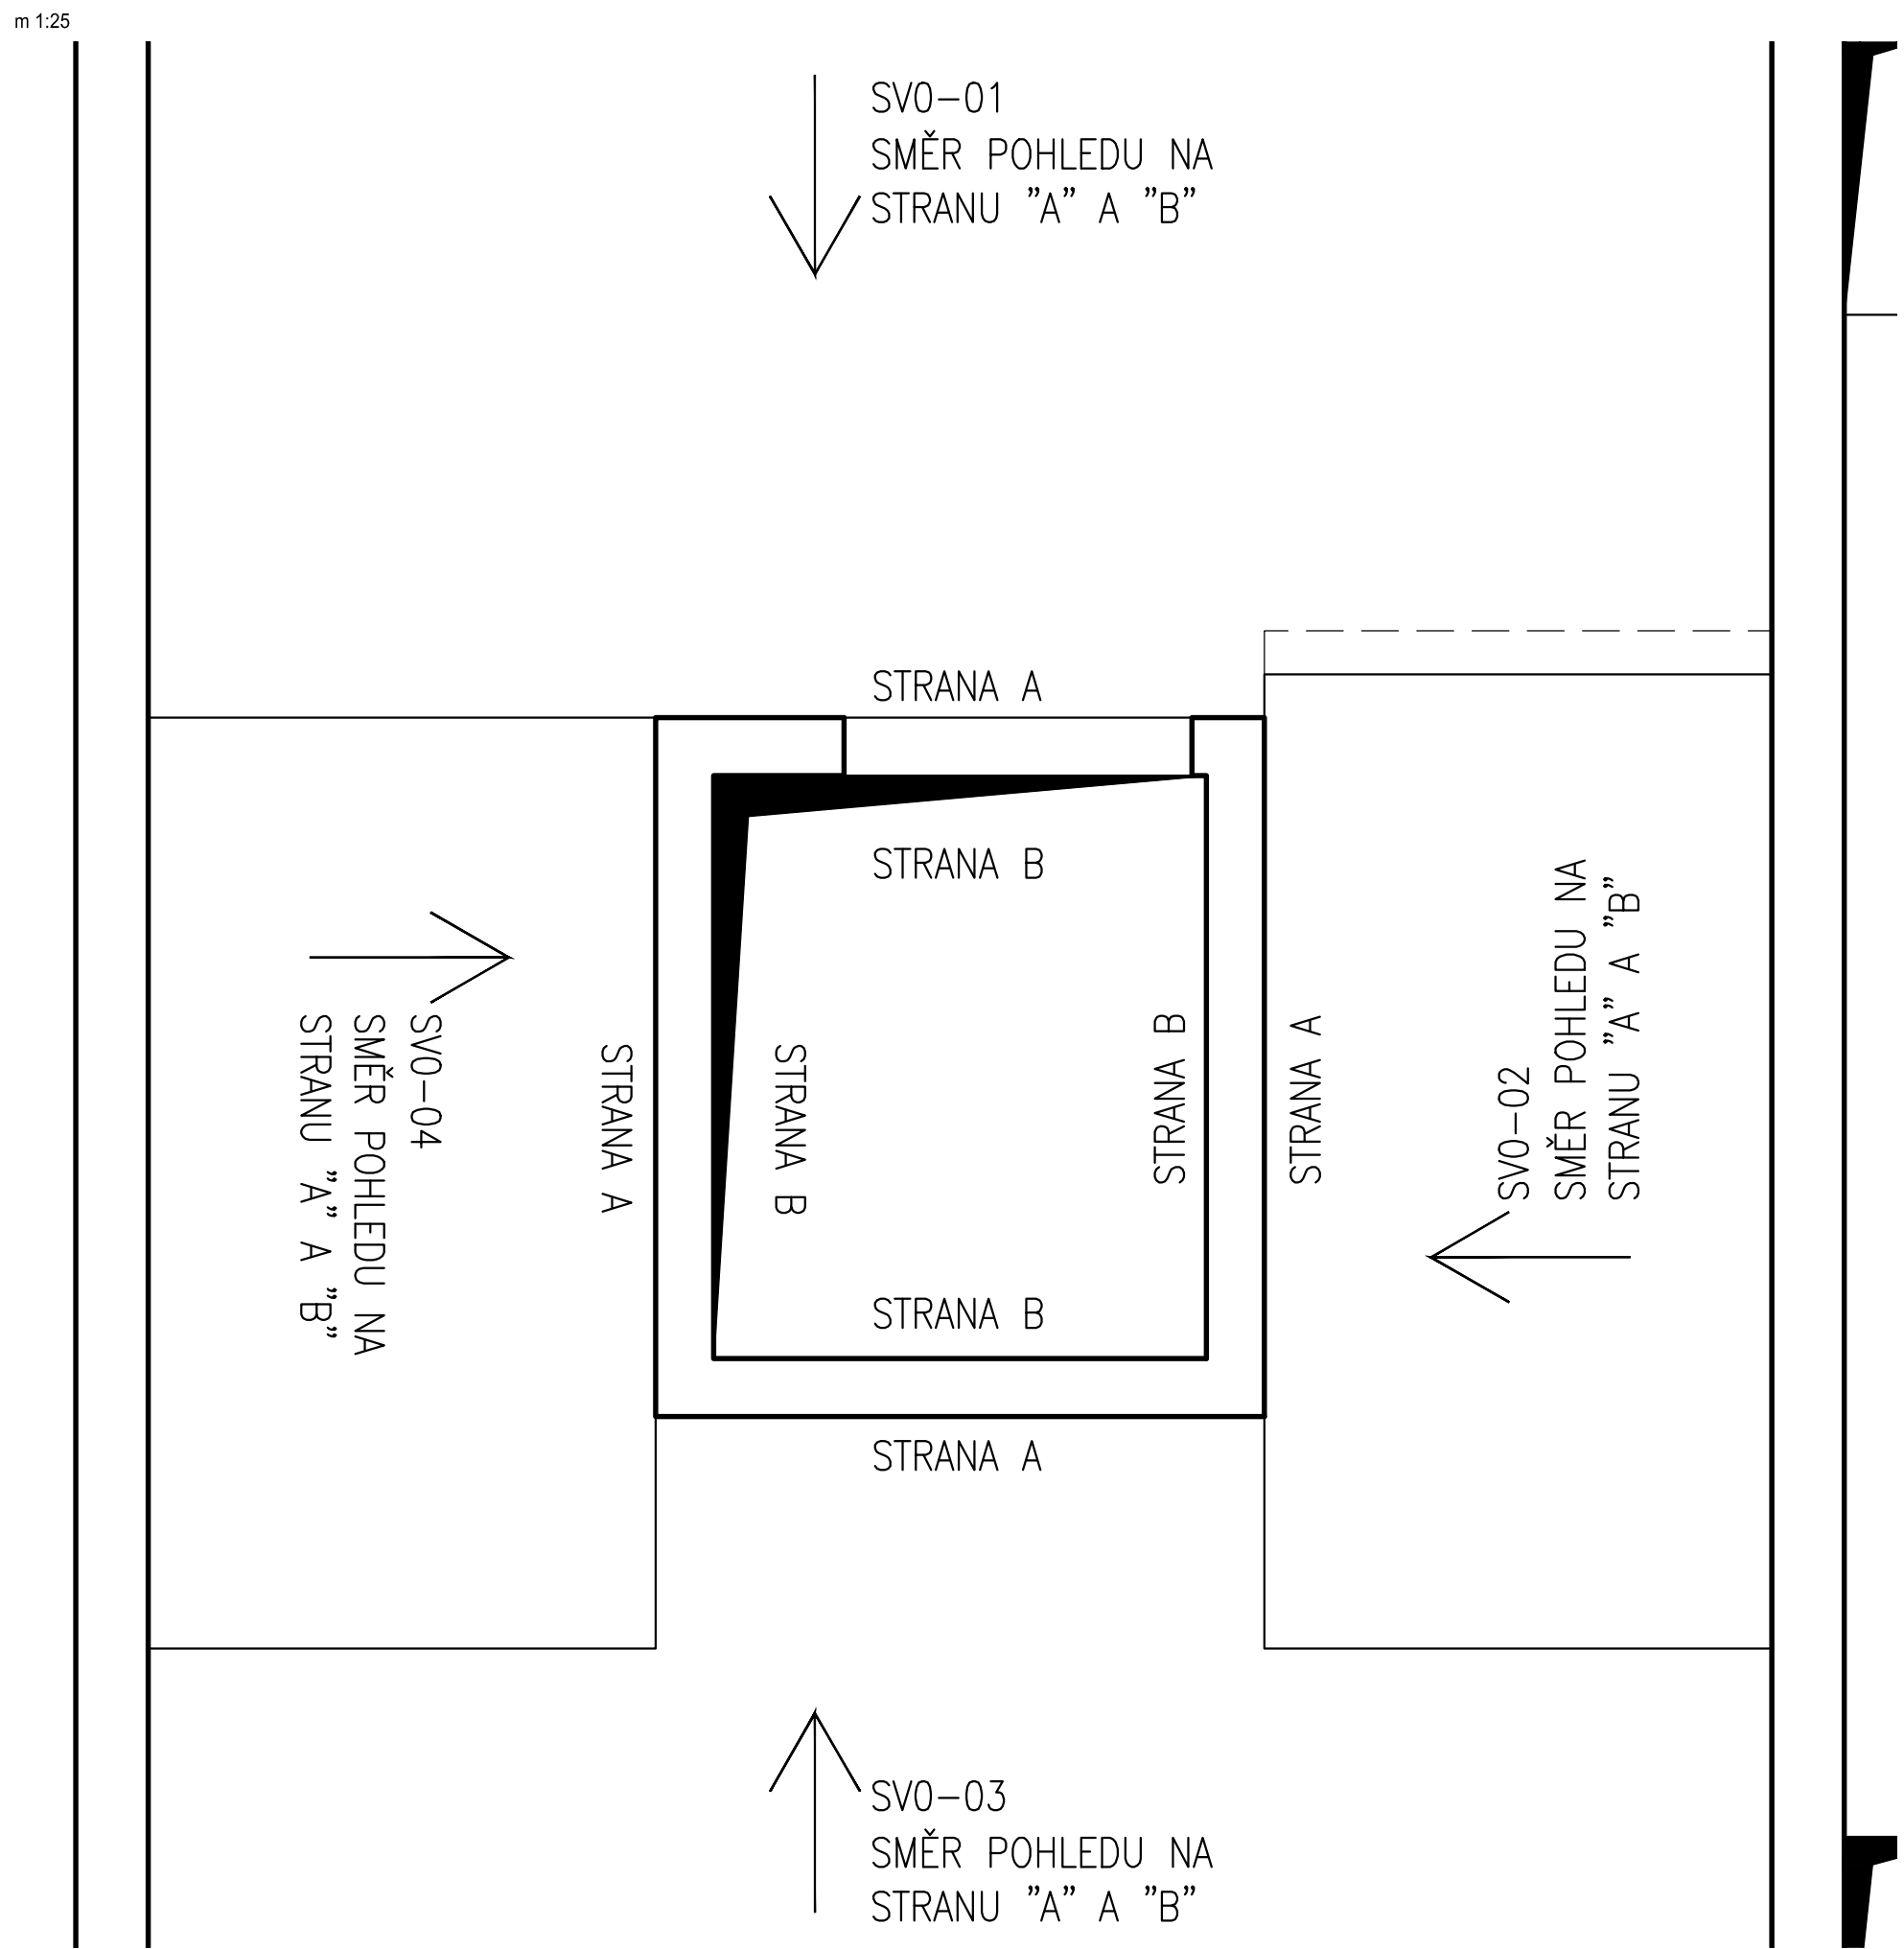 m 1:25
SV0-01
SMĚR POHLEDU NA
STRANU "A" A "B"
STRANA A
STRANA B
SV0-04
SMĚR POHLEDU NA
STRANU "A" A "B"
STRANA A
STRANA B
STRANA B
STRANA A
SV0-02
SMĚR POHLEDU NA
STRANU "A" A "B"
STRANA B
STRANA A
SV0-03
SMĚR POHLEDU NA
STRANU "A" A "B"